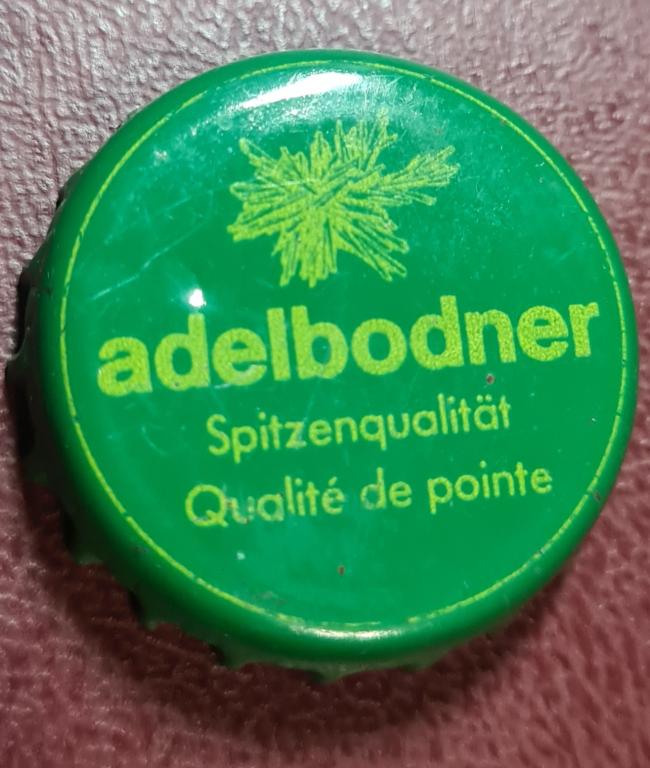 adelbodner
Spitzenqualität
Qualité de pointe